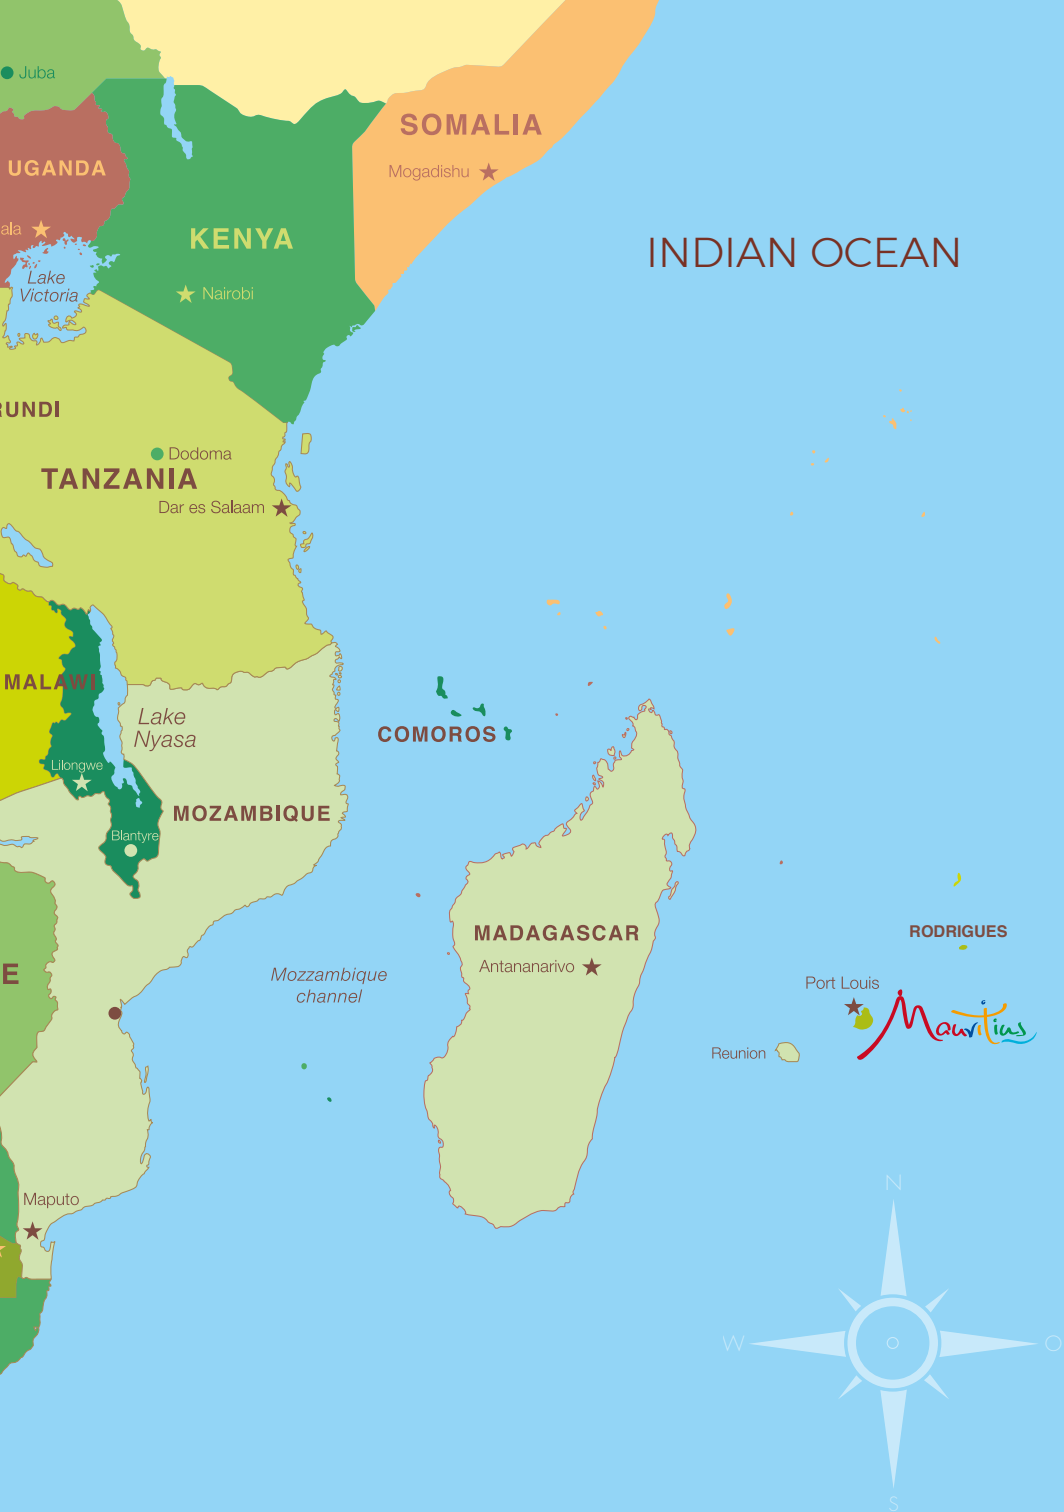 Juba
SOMALIA
UGANDA
Mogadishu
ala
KENYA
INDIAN OCEAN
Lake
Victoria
Nairobi
RUNDI
Dodoma
TANZANIA
Dar es Salaam
MALAWI
Lake
Nyasa
COMOROS
Lilongwe
MOZAMBIQUE
Blantyre
MADAGASCAR
RODRIGUES
Antananarivo
E
Mozzambique
channel
Port Louis
Mauritius
Reunion
N
Maputo
W
O
S